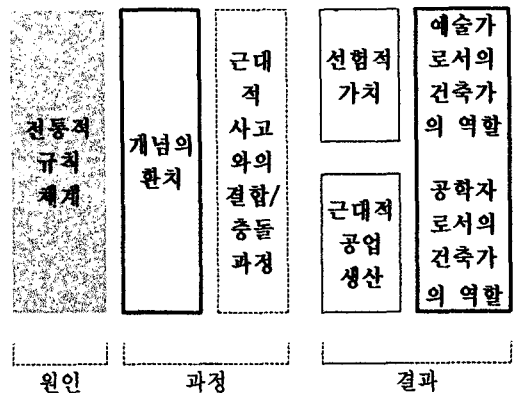 전통적
규칙
체계
개념의
환치
근대
적
사고
와의
결합/
충돌
과정
선험적
가치
근대적
공업
생산
예술가
로서의
건축가
의 역할
공학자
로서의
건축가
의 역할
원인
과정
결과